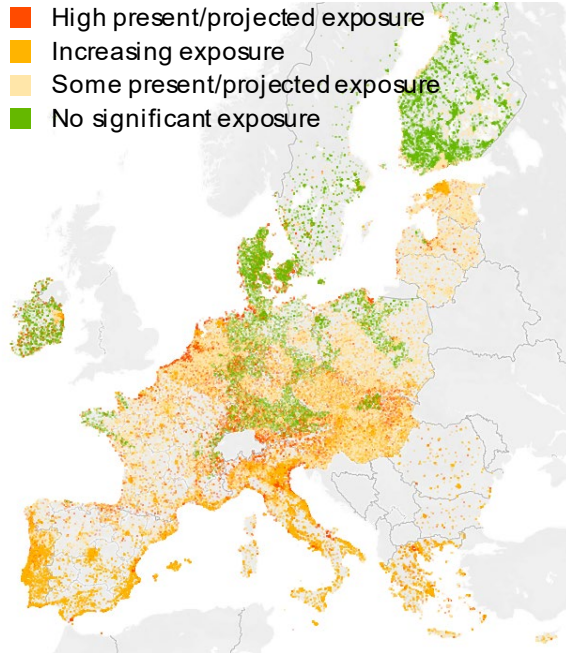 High present/projected exposure
Increasing exposure
Some present/projected exposure
No significant exposure